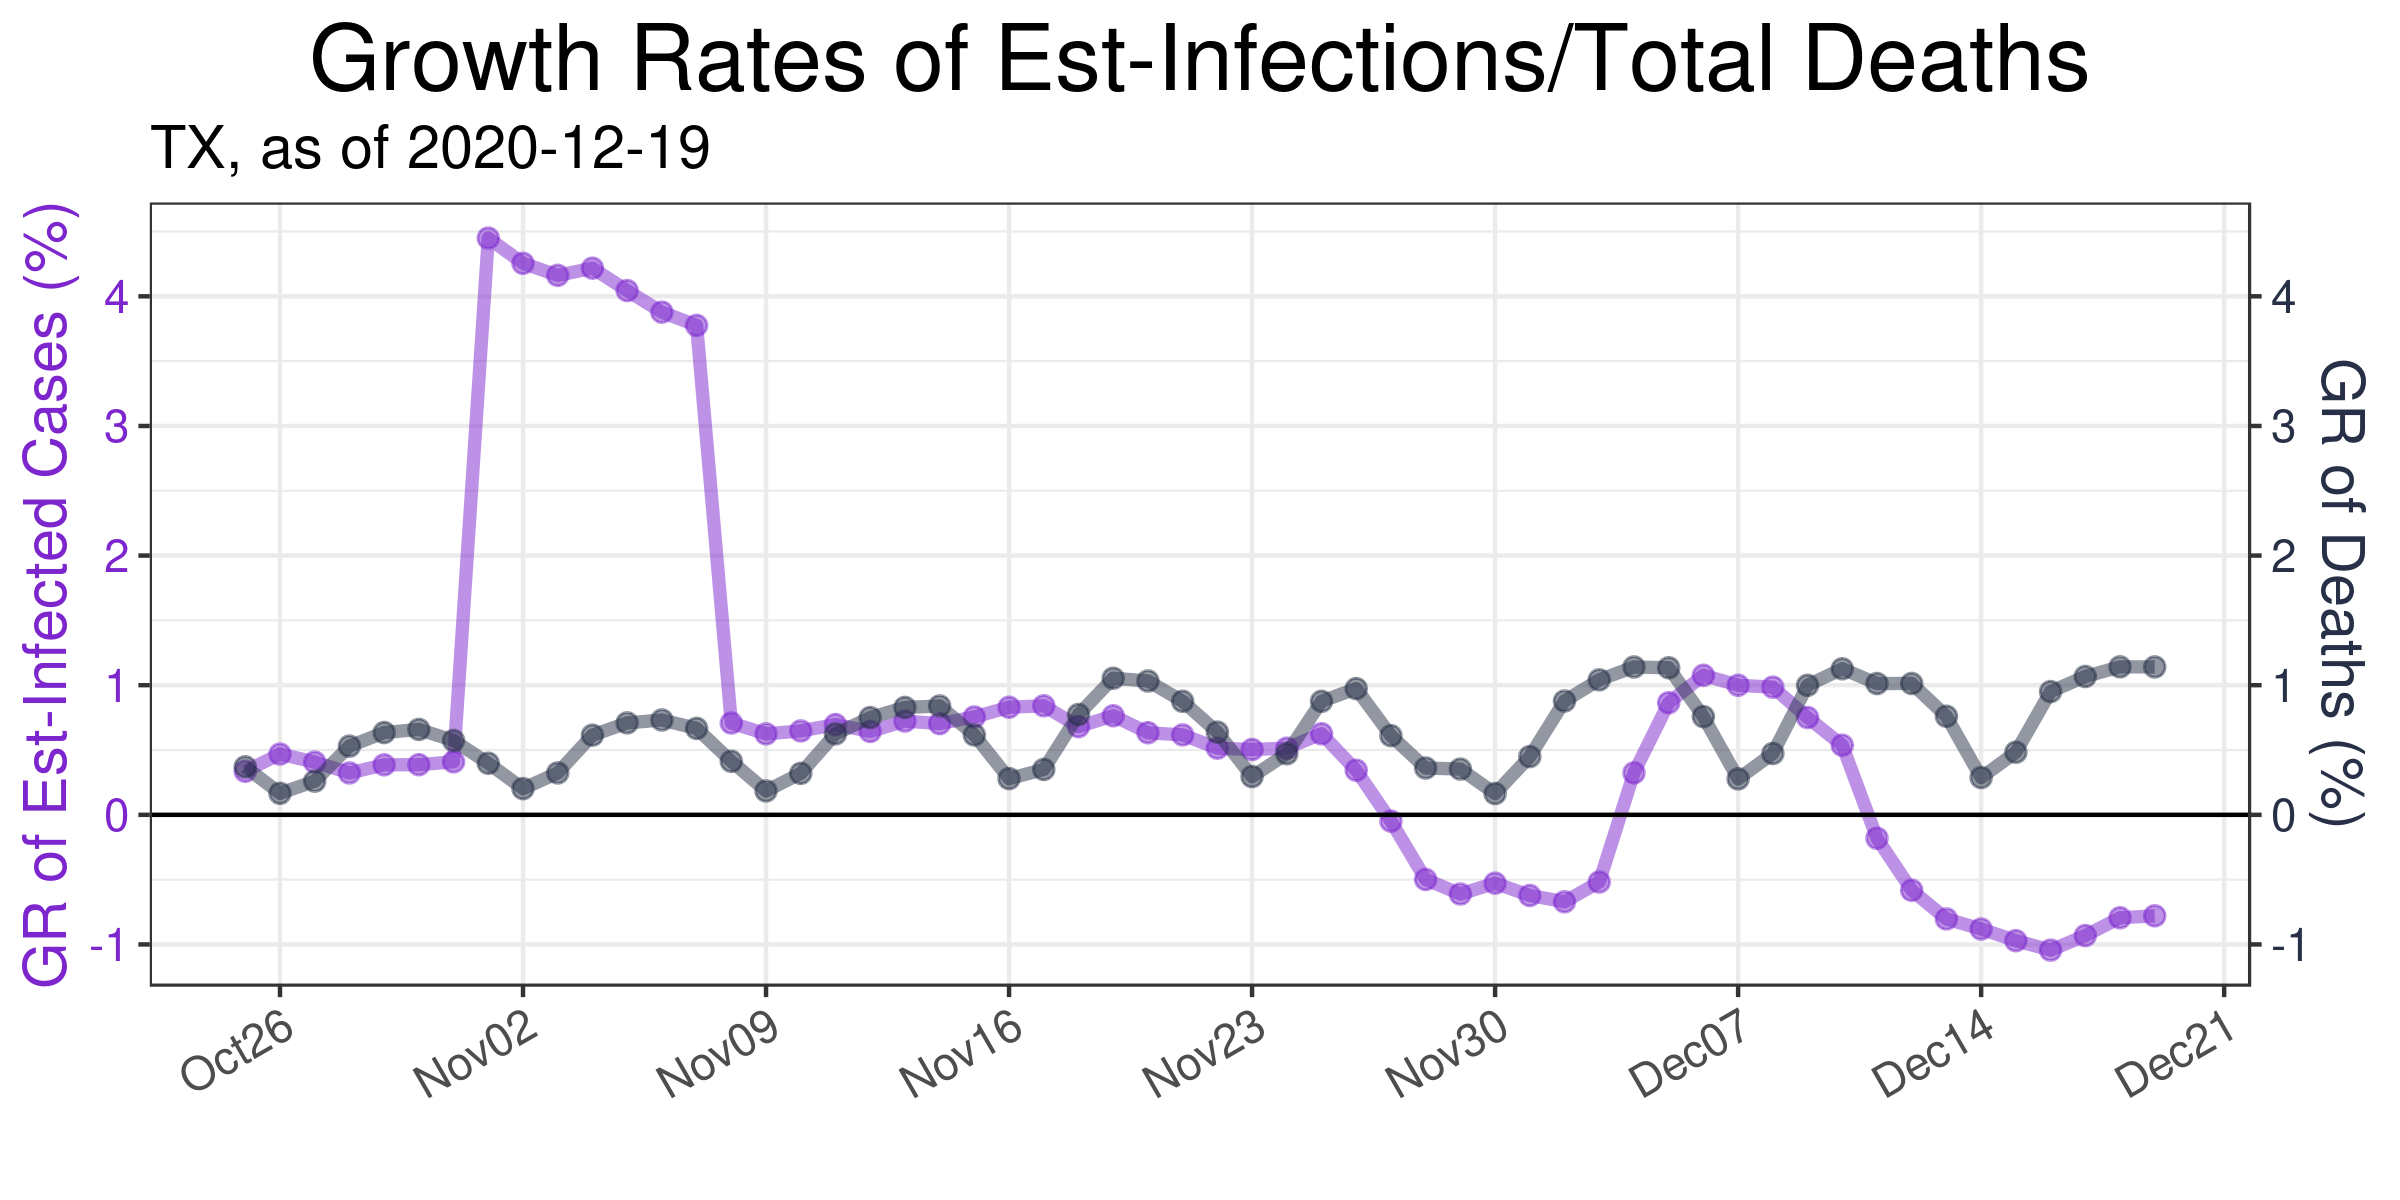 Growth Rates of Est-Infections/Total Deaths
TX, as of 2020-12-19
GR of Est-Infected Cases (%)
4
3
2
1
0
-1
4
3
2
1
0
-1
GR of Deaths (%)
Oct26
Nov02
Nov09
Nov16
Nov23
Nov30
Dec07
Dec14
Dec21